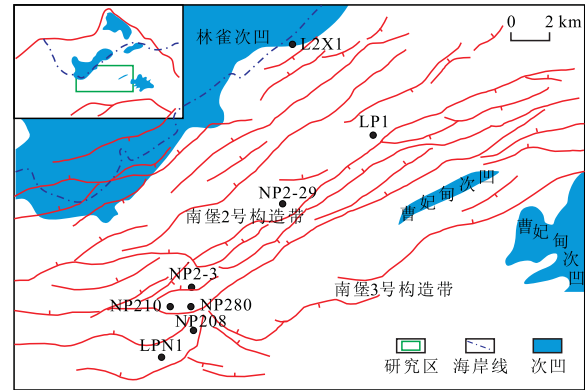 林雀次凹
L2X1
0 2 km
LP1
NP2-29
南堡2号构造带
曹妃甸次凹
曹妃甸次凹
NP2-3
南堡3号构造带
NP210
NP280
NP208
LPN1
研究区 海岸线 次凹